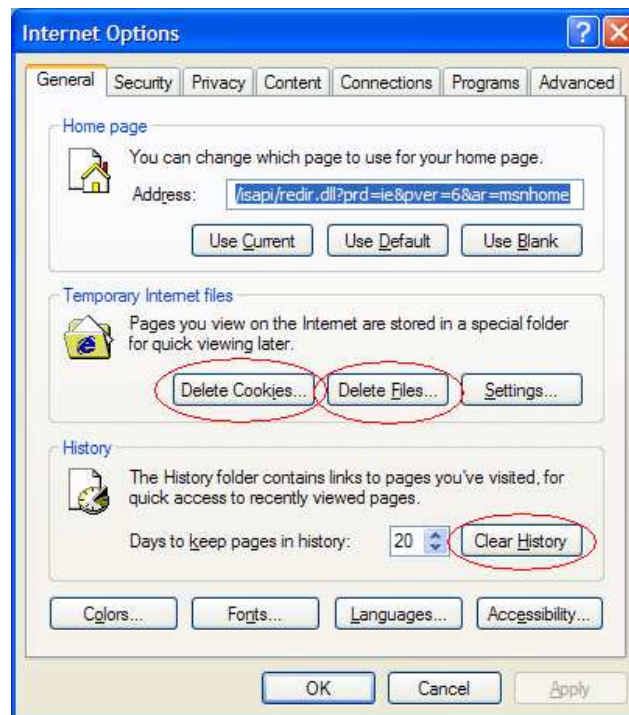 Internet Options
General Security Privacy Content Connections Programs Advanced
Home page
You can change which page to use for your home page.
Address: /isapi/redir.dll?prd=ie&pver=6&ar=msnhome
Use Current Use Default Use Blank
Temporary Internet files
Pages you view on the Internet are stored in a special folder
for quick viewing later.
Delete Cookies... Delete Files... Settings...
History
The History folder contains links to pages you've visited, for
quick access to recently viewed pages.
Days to keep pages in history: 20 Clear History
Colors... Fonts... Languages... Accessibility...
OK Cancel Apply